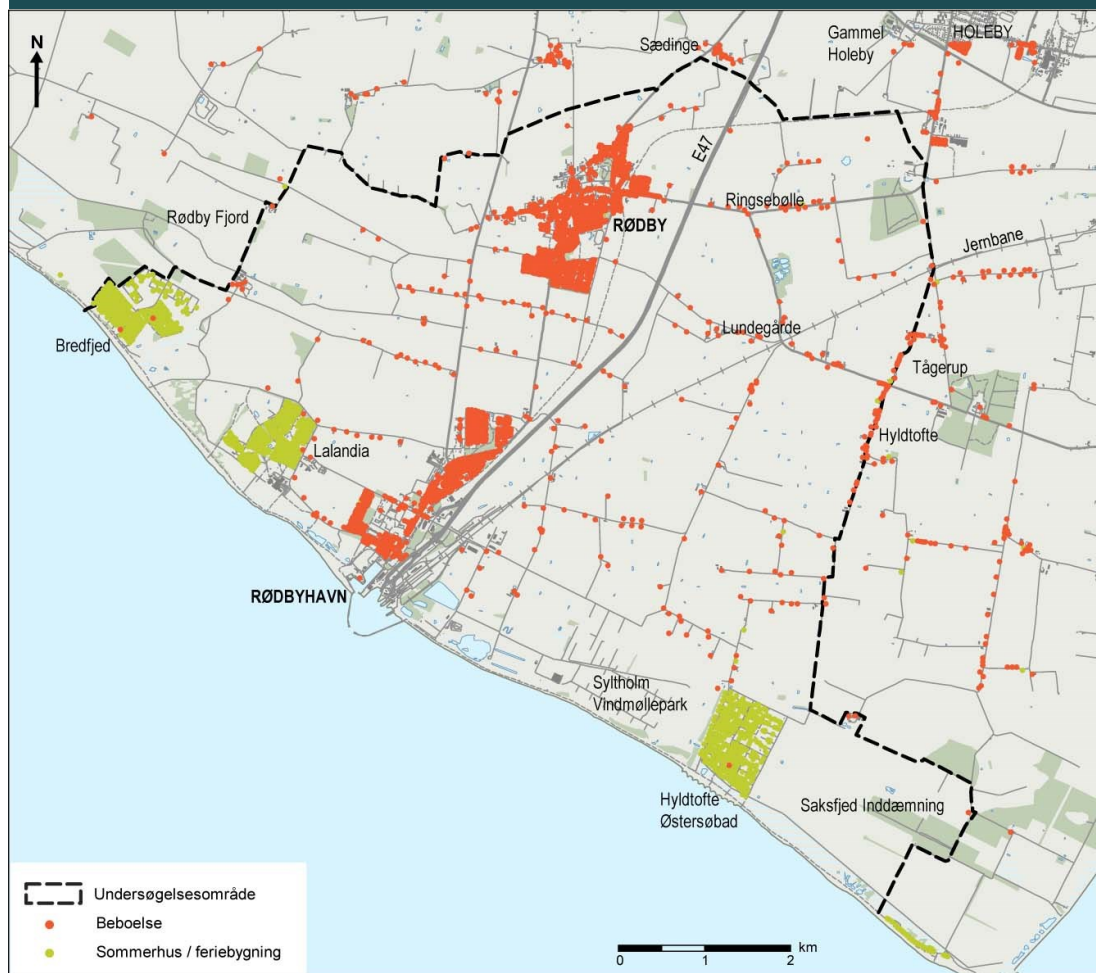 N
Sædinge
Gammel
Holeby
HOLEBY
E47
Rødby Fjord
RØDBY
Ringsebølle
Jernbane
Bredfjed
Lundegårde
Tågerup
Hyldtofte
Lalandia
RØDBYHAVN
Syltholm
Vindmøllepark
Hyldtofte
Østersøbad
Saksfjed Inddæmning
Undersøgelsesområde
Beboelse
Sommerhus / feriebygning
km
0 1 2